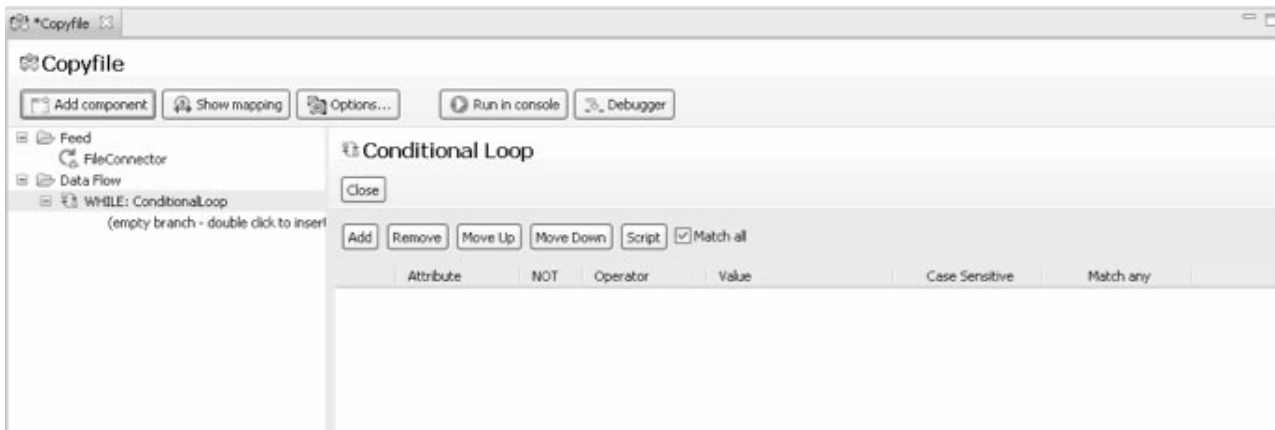 *Copyfile
Copyfile
Add component Show mapping Options... Run in console Debugger
Feed
FileConnector
Data Flow
WHILE: ConditionalLoop
(empty branch - double click to insert
Conditional Loop
Close
Add Remove Move Up Move Down Script Match all
Attribute NOT Operator Value Case Sensitive Match any